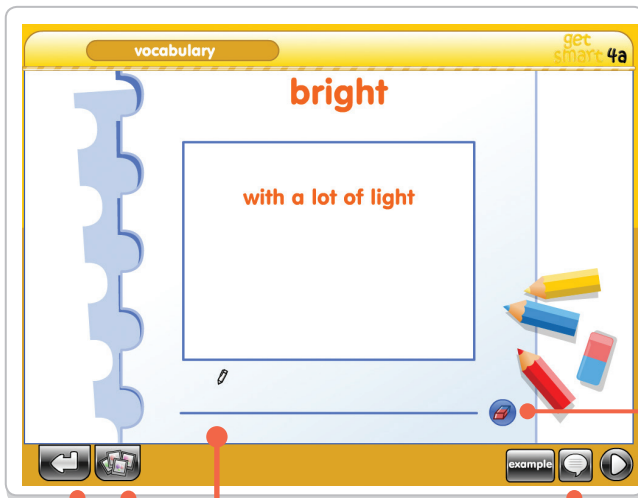 vocabulary
get
smart 4a
bright
with a lot of light
example